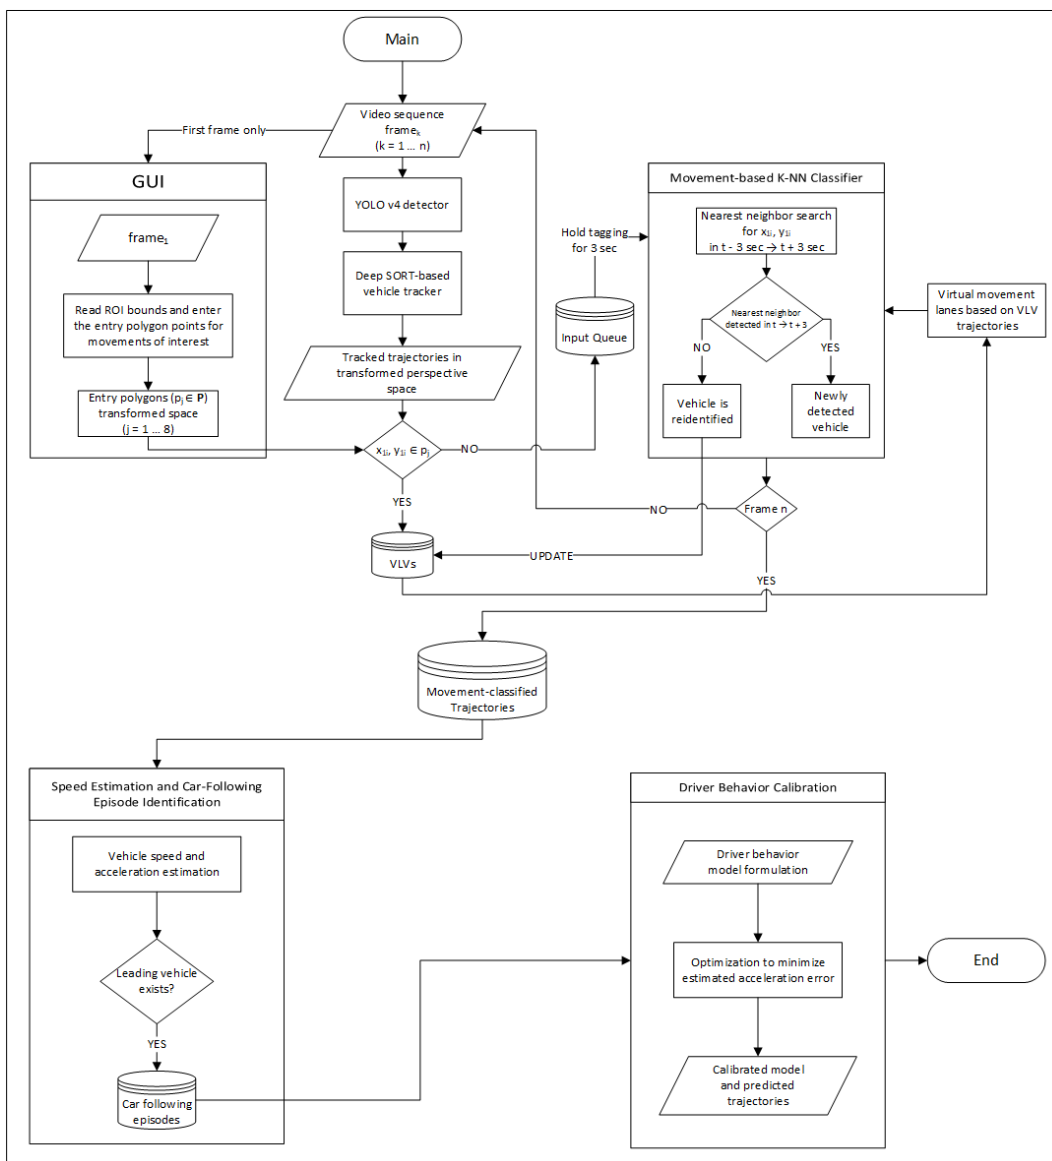 Main
Video sequence
frameₖ
(k = 1 ... n)
First frame only
GUI
frame₁
Read ROI bounds and enter
the entry polygon points for
movements of interest
Entry polygons (pⱼ ∈ P)
transformed space
(j = 1 ... 8)
YOLO v4 detector
Deep SORT-based
vehicle tracker
Tracked trajectories in
transformed perspective
space
x₁ᵢ, y₁ᵢ ∈ pⱼ
NO
YES
VLVs
Hold tagging
for 3 sec
Input Queue
Movement-based K-NN Classifier
Nearest neighbor search
for x₁ᵢ, y₁ᵢ
in t - 3 sec → t + 3 sec
Nearest neighbor
detected in t → t + 3
NO
YES
Vehicle is
reidentified
Newly
detected
vehicle
Virtual movement
lanes based on VLV
trajectories
Frame n
NO
UPDATE
YES
Movement-classified
Trajectories
Speed Estimation and Car-Following
Episode Identification
Vehicle speed and
acceleration estimation
Leading vehicle
exists?
YES
Car following
episodes
Driver Behavior Calibration
Driver behavior
model formulation
Optimization to minimize
estimated acceleration error
Calibrated model
and predicted
trajectories
End